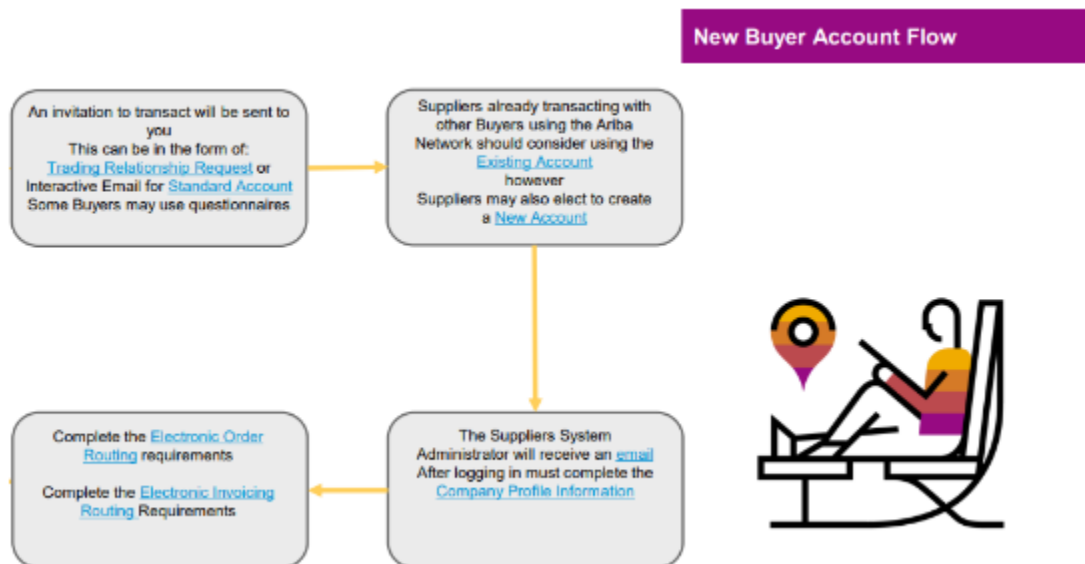 New Buyer Account Flow
An invitation to transact will be sent to
you
This can be in the form of:
Trading Relationship Request or
Interactive Email for Standard Account
Some Buyers may use questionnaires
Suppliers already transacting with
other Buyers using the Ariba
Network should consider using the
Existing Account
however
Suppliers may also elect to create
a New Account
The Suppliers System
Administrator will receive an email
After logging in must complete the
Company Profile Information
Complete the Electronic Order
Routing requirements
Complete the Electronic Invoicing
Routing Requirements